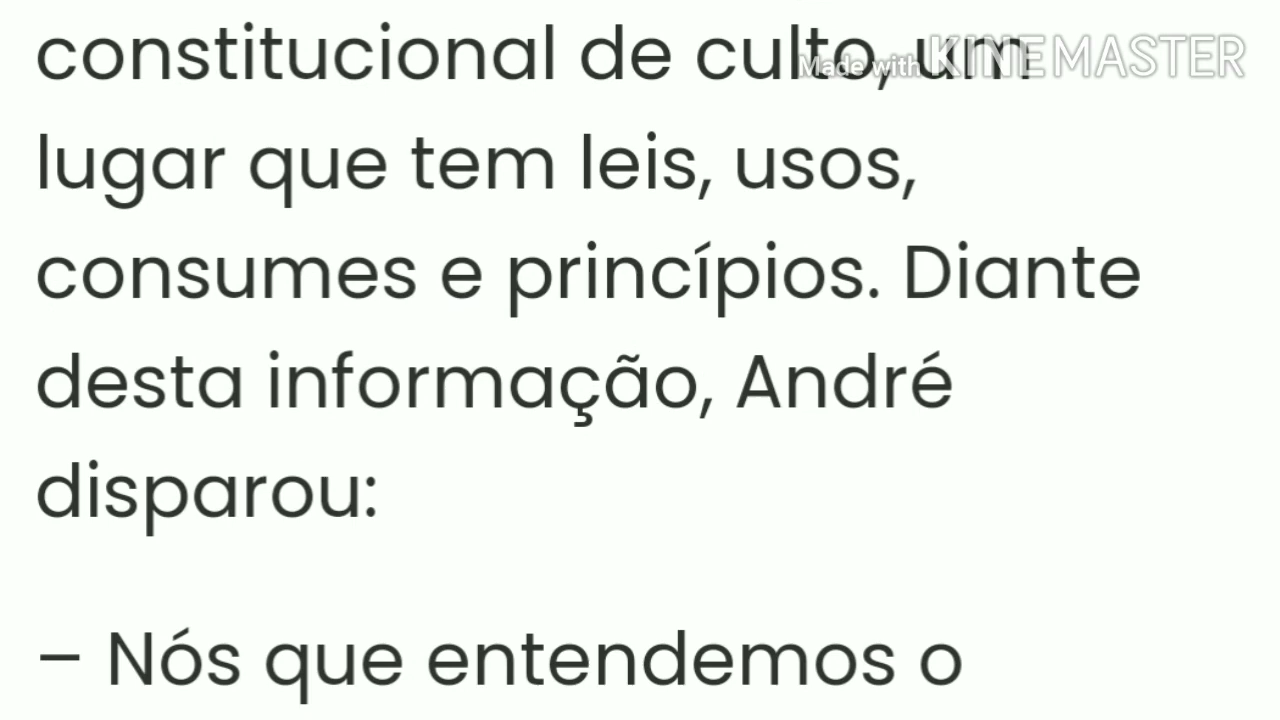 constitucional de culto, um
Made with KINEMASTER
lugar que tem leis, usos,
consumes e princípios. Diante
desta informação, André
disparou:
– Nós que entendemos o